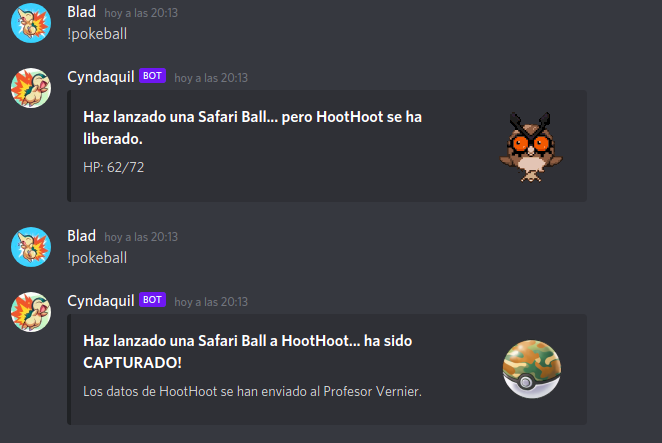 Blad hoy a las 20:13
!pokeball
Cyndaquil BOT hoy a las 20:13
Haz lanzado una Safari Ball... pero HootHoot se ha
liberado.
HP: 62/72
Blad hoy a las 20:13
!pokeball
Cyndaquil BOT hoy a las 20:13
Haz lanzado una Safari Ball a HootHoot... ha sido
CAPTURADO!
Los datos de HootHoot se han enviado al Profesor Vernier.